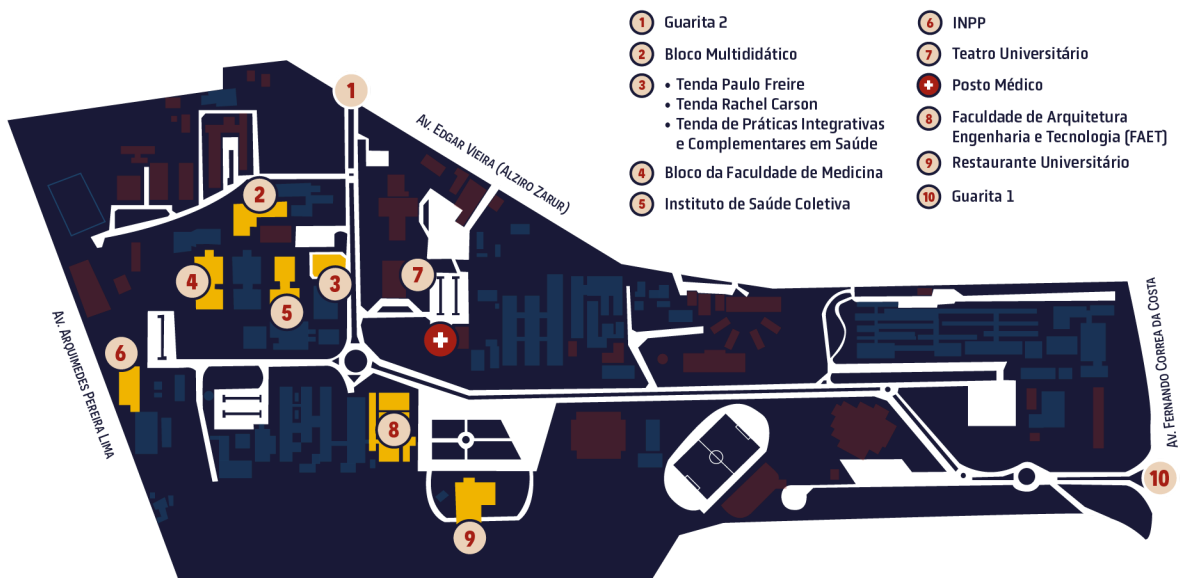 1 Guarita 2
2 Bloco Multididático
3 • Tenda Paulo Freire
• Tenda Rachel Carson
• Tenda de Práticas Integrativas
e Complementares em Saúde
4 Bloco da Faculdade de Medicina
5 Instituto de Saúde Coletiva
6 INPP
7 Teatro Universitário
Posto Médico
8 Faculdade de Arquitetura
Engenharia e Tecnologia (FAET)
9 Restaurante Universitário
10 Guarita 1
1
Av. Edgar Vieira (Alziro Zarur)
2
3
4
5
6
7
8
9
10
Av. Arquimedes Pereira Lima
Av. Fernando Correa da Costa